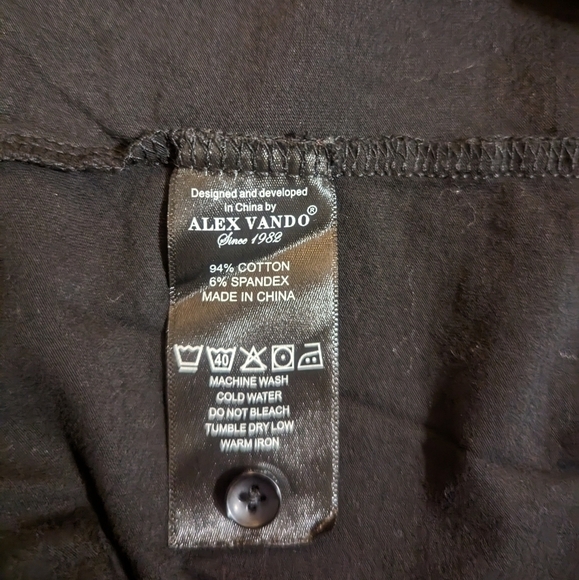 Designed and developed
in China by
ALEX VANDO®
Since 1982
94% COTTON
6% SPANDEX
MADE IN CHINA
40
MACHINE WASH
COLD WATER
DO NOT BLEACH
TUMBLE DRY LOW
WARM IRON